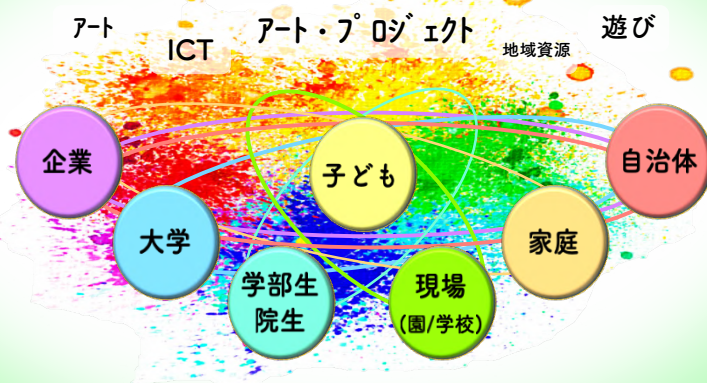 アート
ICT
アート・プロジェクト
地域資源
遊び
企業
子ども
自治体
大学
家庭
学部生
院生
現場
(園/学校)